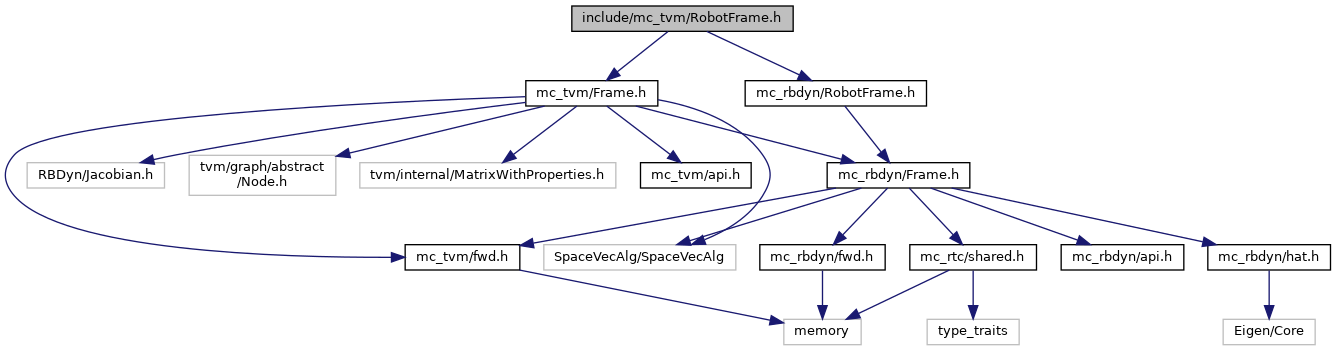 include/mc_tvm/RobotFrame.h
mc_tvm/Frame.h
mc_rbdyn/RobotFrame.h
RBDyn/Jacobian.h
tvm/graph/abstract
/Node.h
tvm/internal/MatrixWithProperties.h
mc_tvm/api.h
mc_rbdyn/Frame.h
mc_tvm/fwd.h
SpaceVecAlg/SpaceVecAlg
mc_rbdyn/fwd.h
mc_rtc/shared.h
mc_rbdyn/api.h
mc_rbdyn/hat.h
memory
type_traits
Eigen/Core